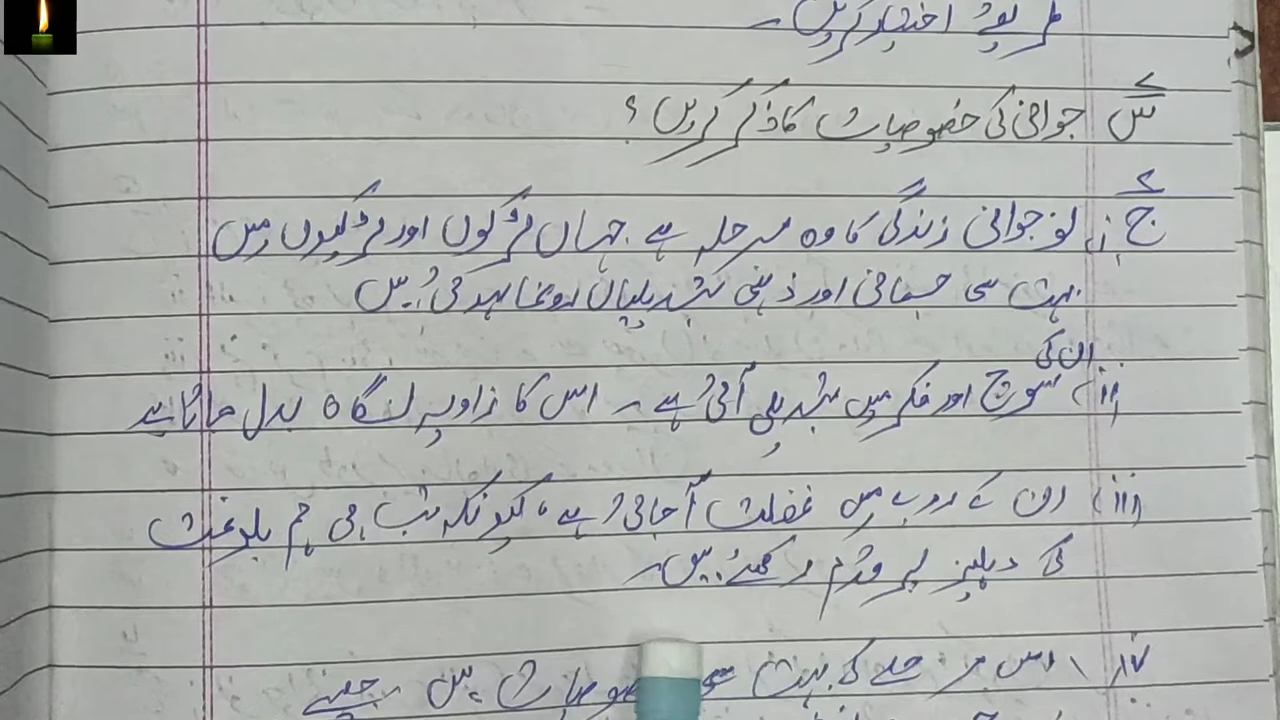 طریقے اختیار کریں۔
س جوانی کی خصوصیات کا ذکر کریں ؟
ج i) نوجوانی زندگی کا وہ مرحلہ ہے جہاں لڑکوں اور لڑکیوں میں
بہت سی جسمانی اور ذہنی تبدیلیاں رونما ہوتی ہیں
ان کی
ii) سوچ اور فکر میں تبدیلی آتی ہے۔ اس کا زاویہ نگاہ بدل جاتا ہے
iii) ان کے رویے میں غفلت آجاتی ہے، کیونکہ تب ہی ہم بلوغت
کی دہلیز پر قدم رکھتے ہیں۔
iv) اس مرحلے کی بہت سی ہیں۔ جیسے